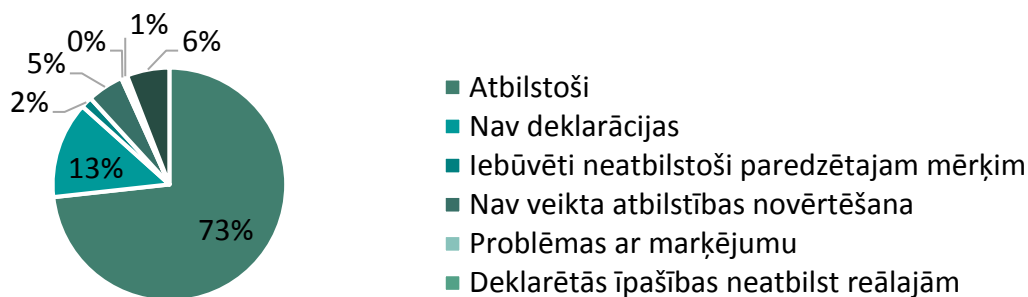 0%
1%
6%
5%
2%
13%
73%
Atbilstoši
Nav deklarācijas
Iebūvēti neatbilstoši paredzētajam mērķim
Nav veikta atbilstības novērtēšana
Problēmas ar marķējumu
Deklarētās īpašības neatbilst reālajām